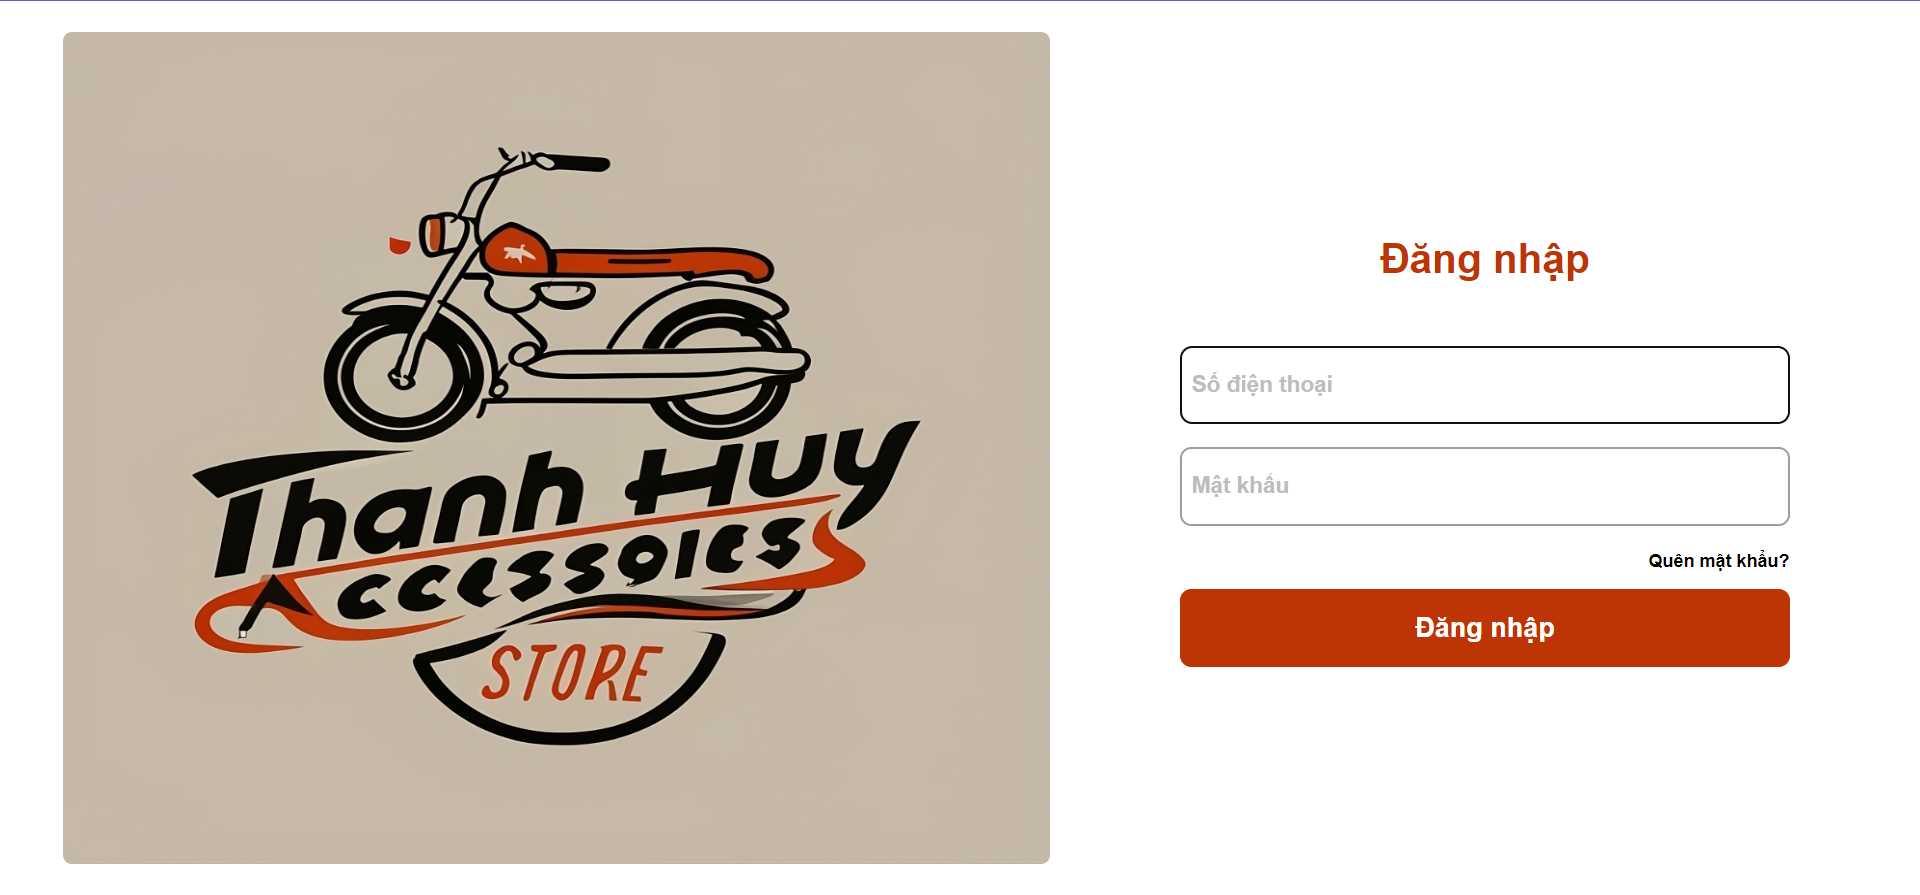 Thanh Huy
Accessoies
STORE
Đăng nhập
Số điện thoại
Mật khẩu
Quên mật khẩu?
Đăng nhập